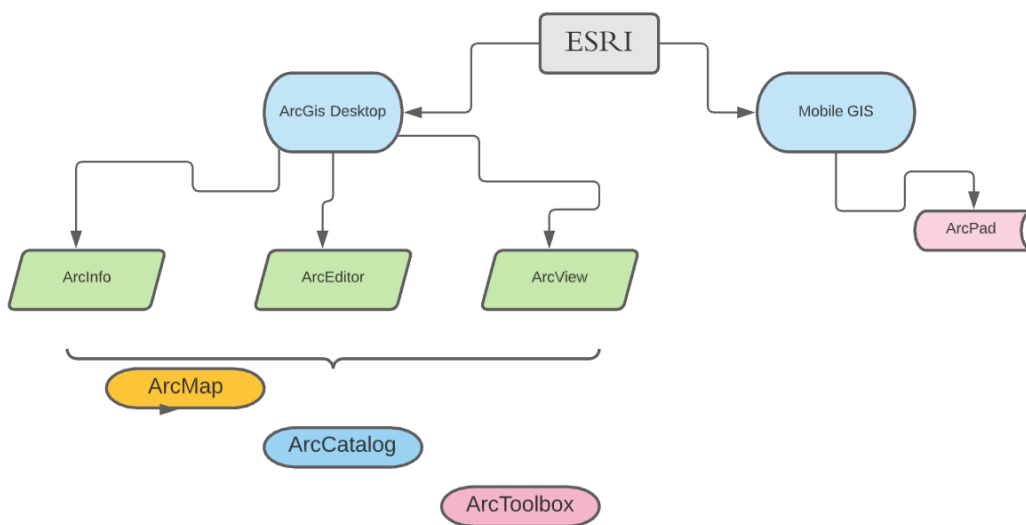 ESRI
ArcGis Desktop
Mobile GIS
ArcPad
ArcInfo
ArcEditor
ArcView
ArcMap
ArcCatalog
ArcToolbox